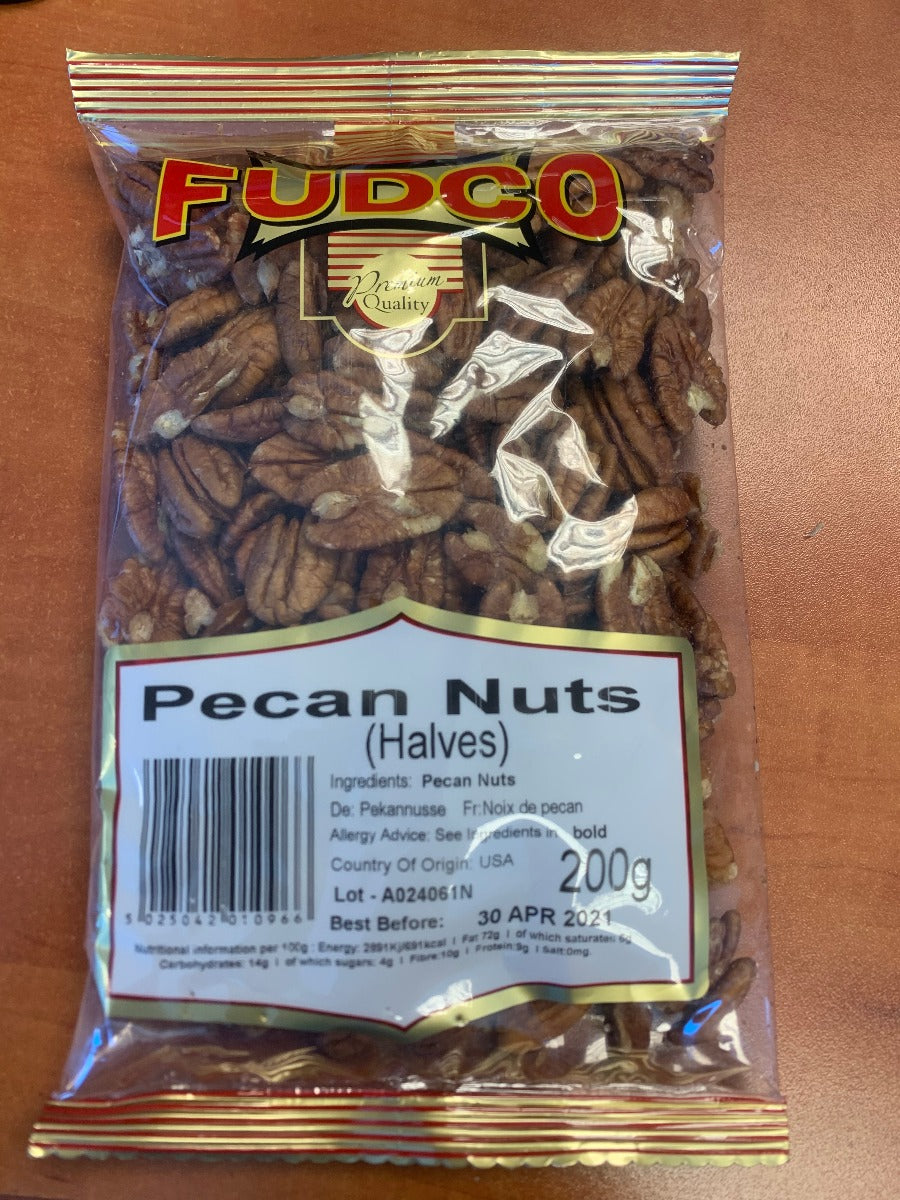 FUDCO
Premium
Quality
Pecan Nuts
(Halves)
Ingredients: Pecan Nuts
De: Pekannusse Fr:Noix de pecan
Allergy Advice: See Ingredients in bold
Country Of Origin: USA
200g
Lot - A024061N
Best Before: 30 APR 2021
5 025042 010966
Nutritional information per 100g : Energy: 2891Kj/691kcal | Fat 72g | of which saturates 6g
Carbohydrates: 14g | of which sugars: 4g | Fibre:10g | Protein:9g | Salt:0mg.